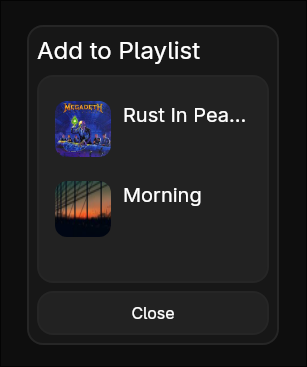 Add to Playlist
MEGADETH
Rust In Pea...
Morning
Close